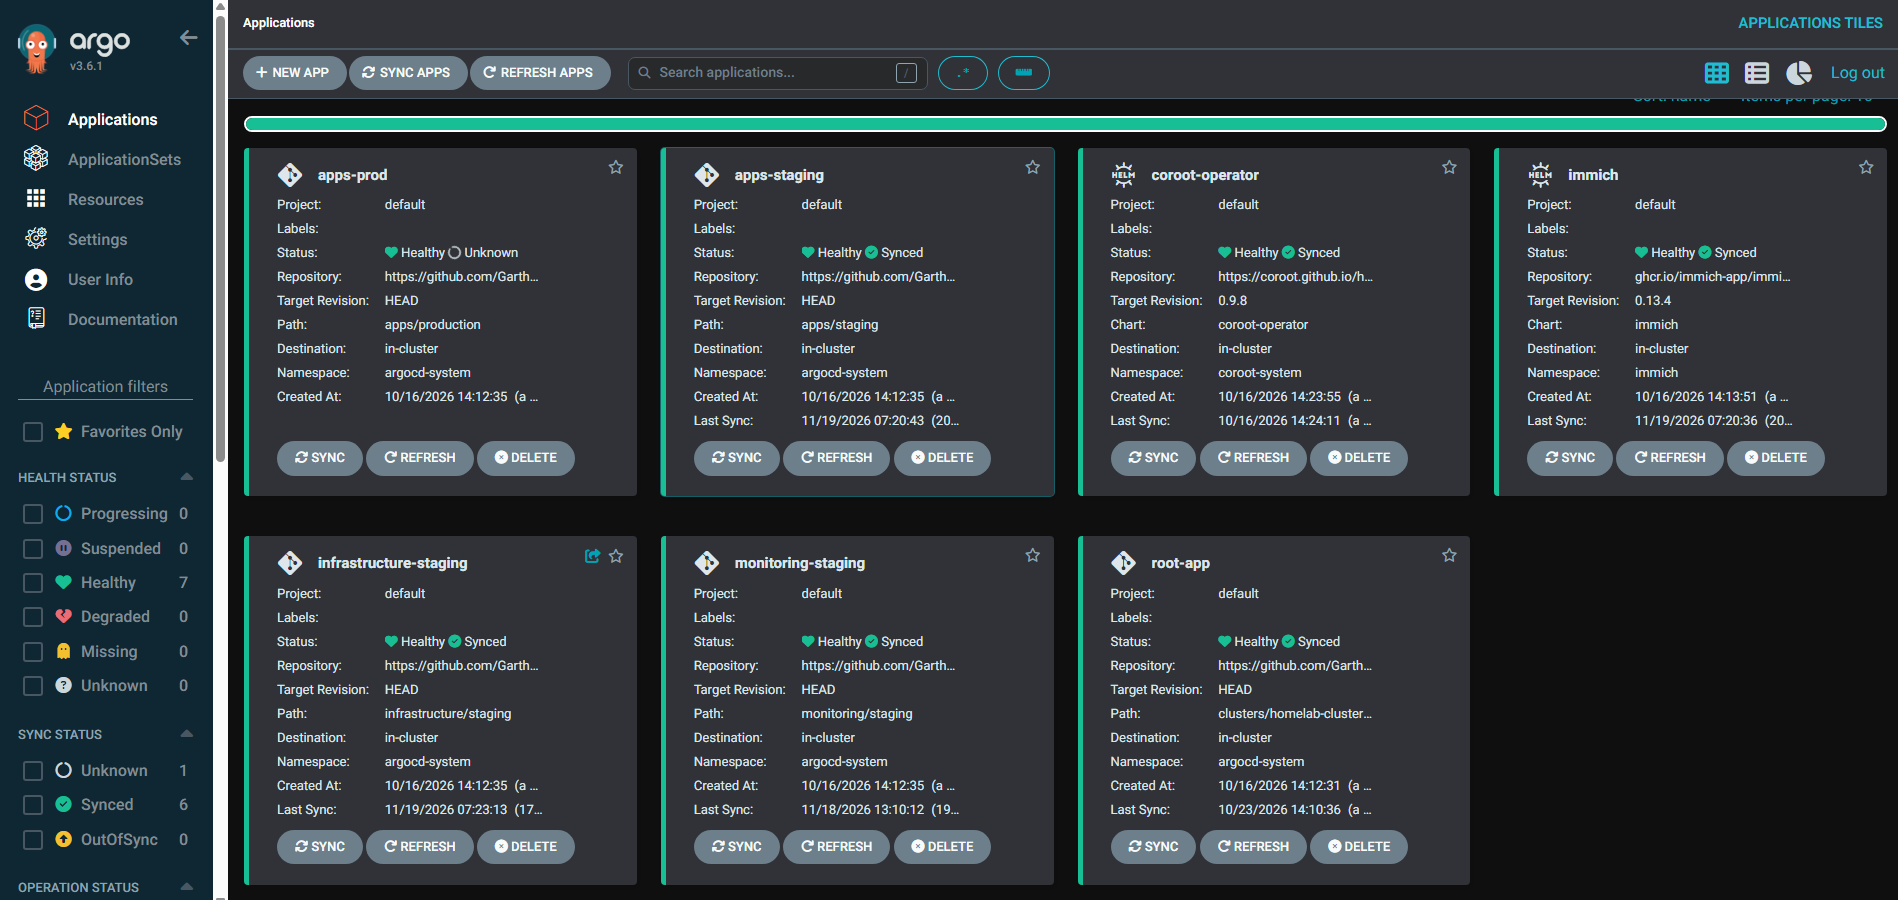 argo
v3.6.1
Applications
ApplicationSets
Resources
Settings
User Info
Documentation
Application filters
Favorites Only
HEALTH STATUS
Progressing 0
Suspended 0
Healthy 7
Degraded 0
Missing 0
Unknown 0
SYNC STATUS
Unknown 1
Synced 6
OutOfSync 0
OPERATION STATUS
Applications
APPLICATIONS TILES
+ NEW APP
SYNC APPS
REFRESH APPS
Search applications...
/
.*
Log out
Sort: name
Items per page: 10
apps-prod
Project: default
Labels:
Status: Healthy Unknown
Repository: https://github.com/Garth...
Target Revision: HEAD
Path: apps/production
Destination: in-cluster
Namespace: argocd-system
Created At: 10/16/2026 14:12:35 (a ...
SYNC REFRESH DELETE
apps-staging
Project: default
Labels:
Status: Healthy Synced
Repository: https://github.com/Garth...
Target Revision: HEAD
Path: apps/staging
Destination: in-cluster
Namespace: argocd-system
Created At: 10/16/2026 14:12:35 (a ...
Last Sync: 11/19/2026 07:20:43 (20...
SYNC REFRESH DELETE
HELM
coroot-operator
Project: default
Labels:
Status: Healthy Synced
Repository: https://coroot.github.io/h...
Target Revision: 0.9.8
Chart: coroot-operator
Destination: in-cluster
Namespace: coroot-system
Created At: 10/16/2026 14:23:55 (a ...
Last Sync: 10/16/2026 14:24:11 (a ...
SYNC REFRESH DELETE
HELM
immich
Project: default
Labels:
Status: Healthy Synced
Repository: ghcr.io/immich-app/immi...
Target Revision: 0.13.4
Chart: immich
Destination: in-cluster
Namespace: immich
Created At: 10/16/2026 14:13:51 (a ...
Last Sync: 11/19/2026 07:20:36 (20...
SYNC REFRESH DELETE
infrastructure-staging
Project: default
Labels:
Status: Healthy Synced
Repository: https://github.com/Garth...
Target Revision: HEAD
Path: infrastructure/staging
Destination: in-cluster
Namespace: argocd-system
Created At: 10/16/2026 14:12:35 (a ...
Last Sync: 11/19/2026 07:23:13 (17...
SYNC REFRESH DELETE
monitoring-staging
Project: default
Labels:
Status: Healthy Synced
Repository: https://github.com/Garth...
Target Revision: HEAD
Path: monitoring/staging
Destination: in-cluster
Namespace: argocd-system
Created At: 10/16/2026 14:12:35 (a ...
Last Sync: 11/18/2026 13:10:12 (19...
SYNC REFRESH DELETE
root-app
Project: default
Labels:
Status: Healthy Synced
Repository: https://github.com/Garth...
Target Revision: HEAD
Path: clusters/homelab-cluster...
Destination: in-cluster
Namespace: argocd-system
Created At: 10/16/2026 14:12:31 (a ...
Last Sync: 10/23/2026 14:10:36 (a ...
SYNC REFRESH DELETE